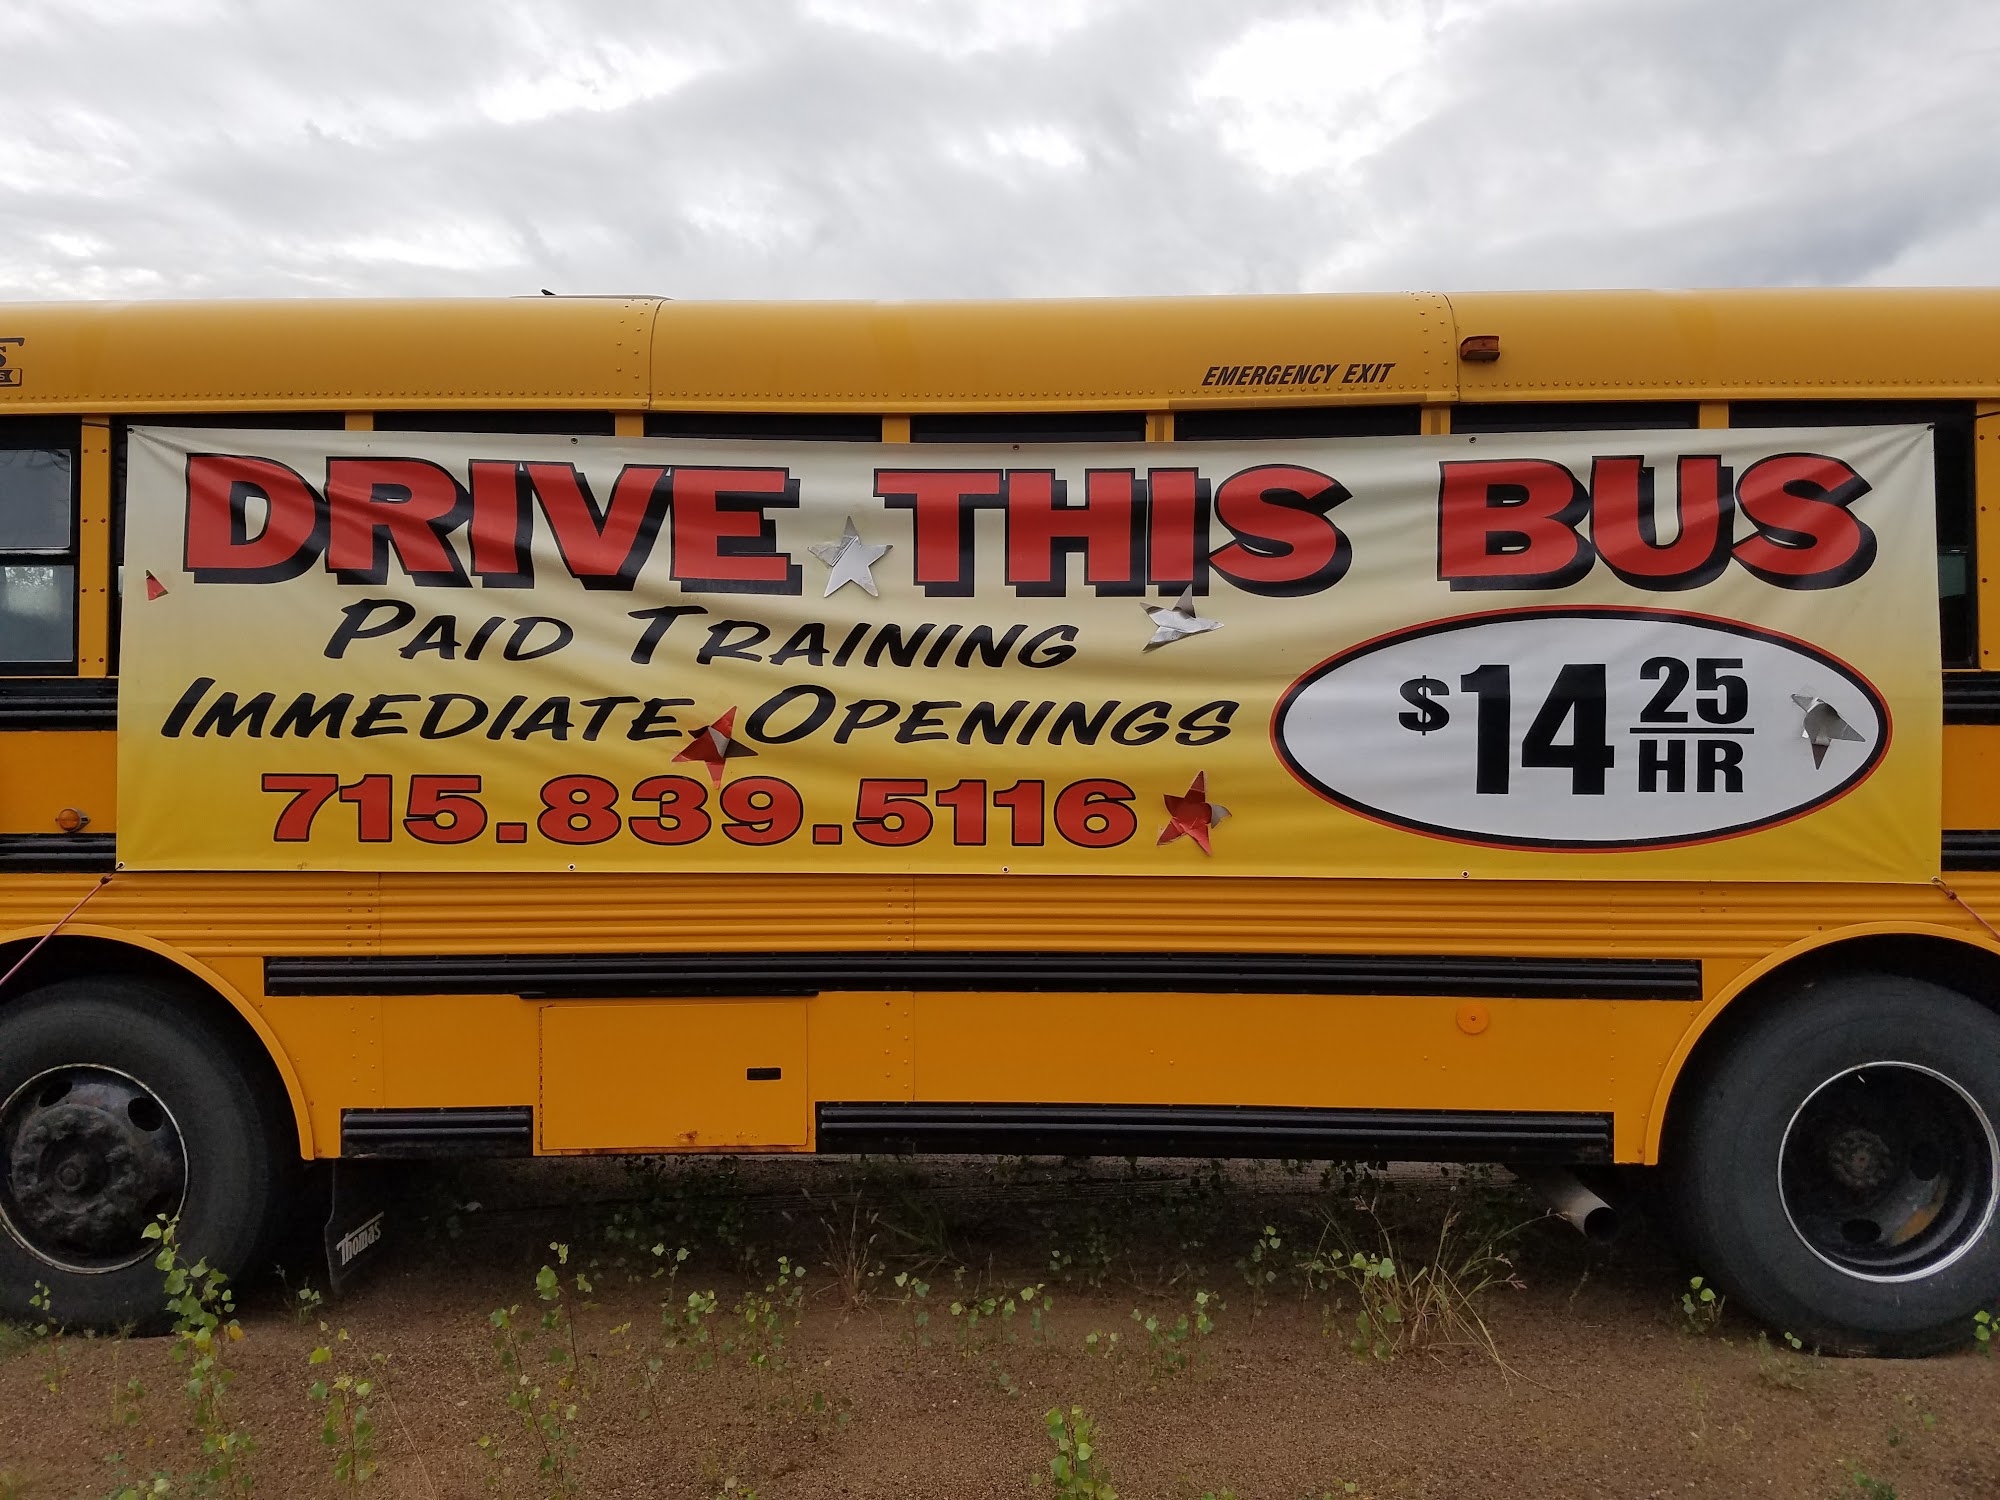 EMERGENCY EXIT
DRIVE THIS BUS
PAID TRAINING
IMMEDIATE OPENINGS
715.839.5116
$14 25
HR
Thomas